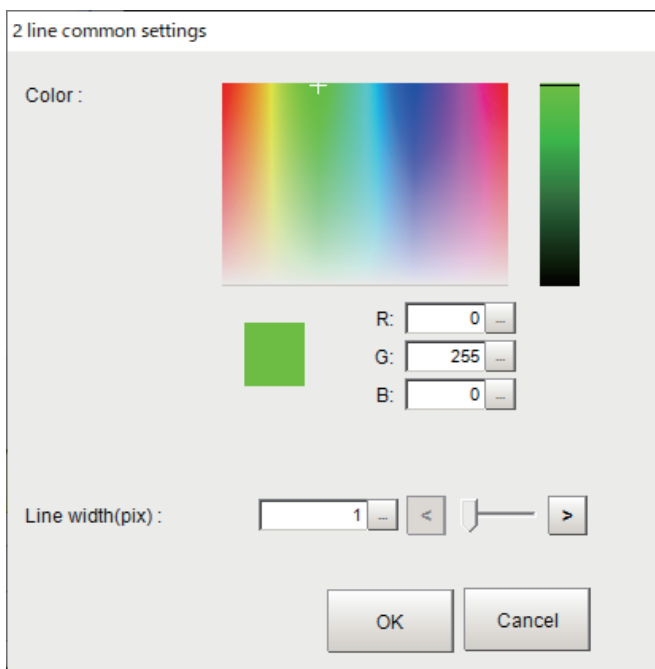 2 line common settings
Color :
R: 0 ...
G: 255 ...
B: 0 ...
Line width(pix) : 1 ... < >
OK Cancel